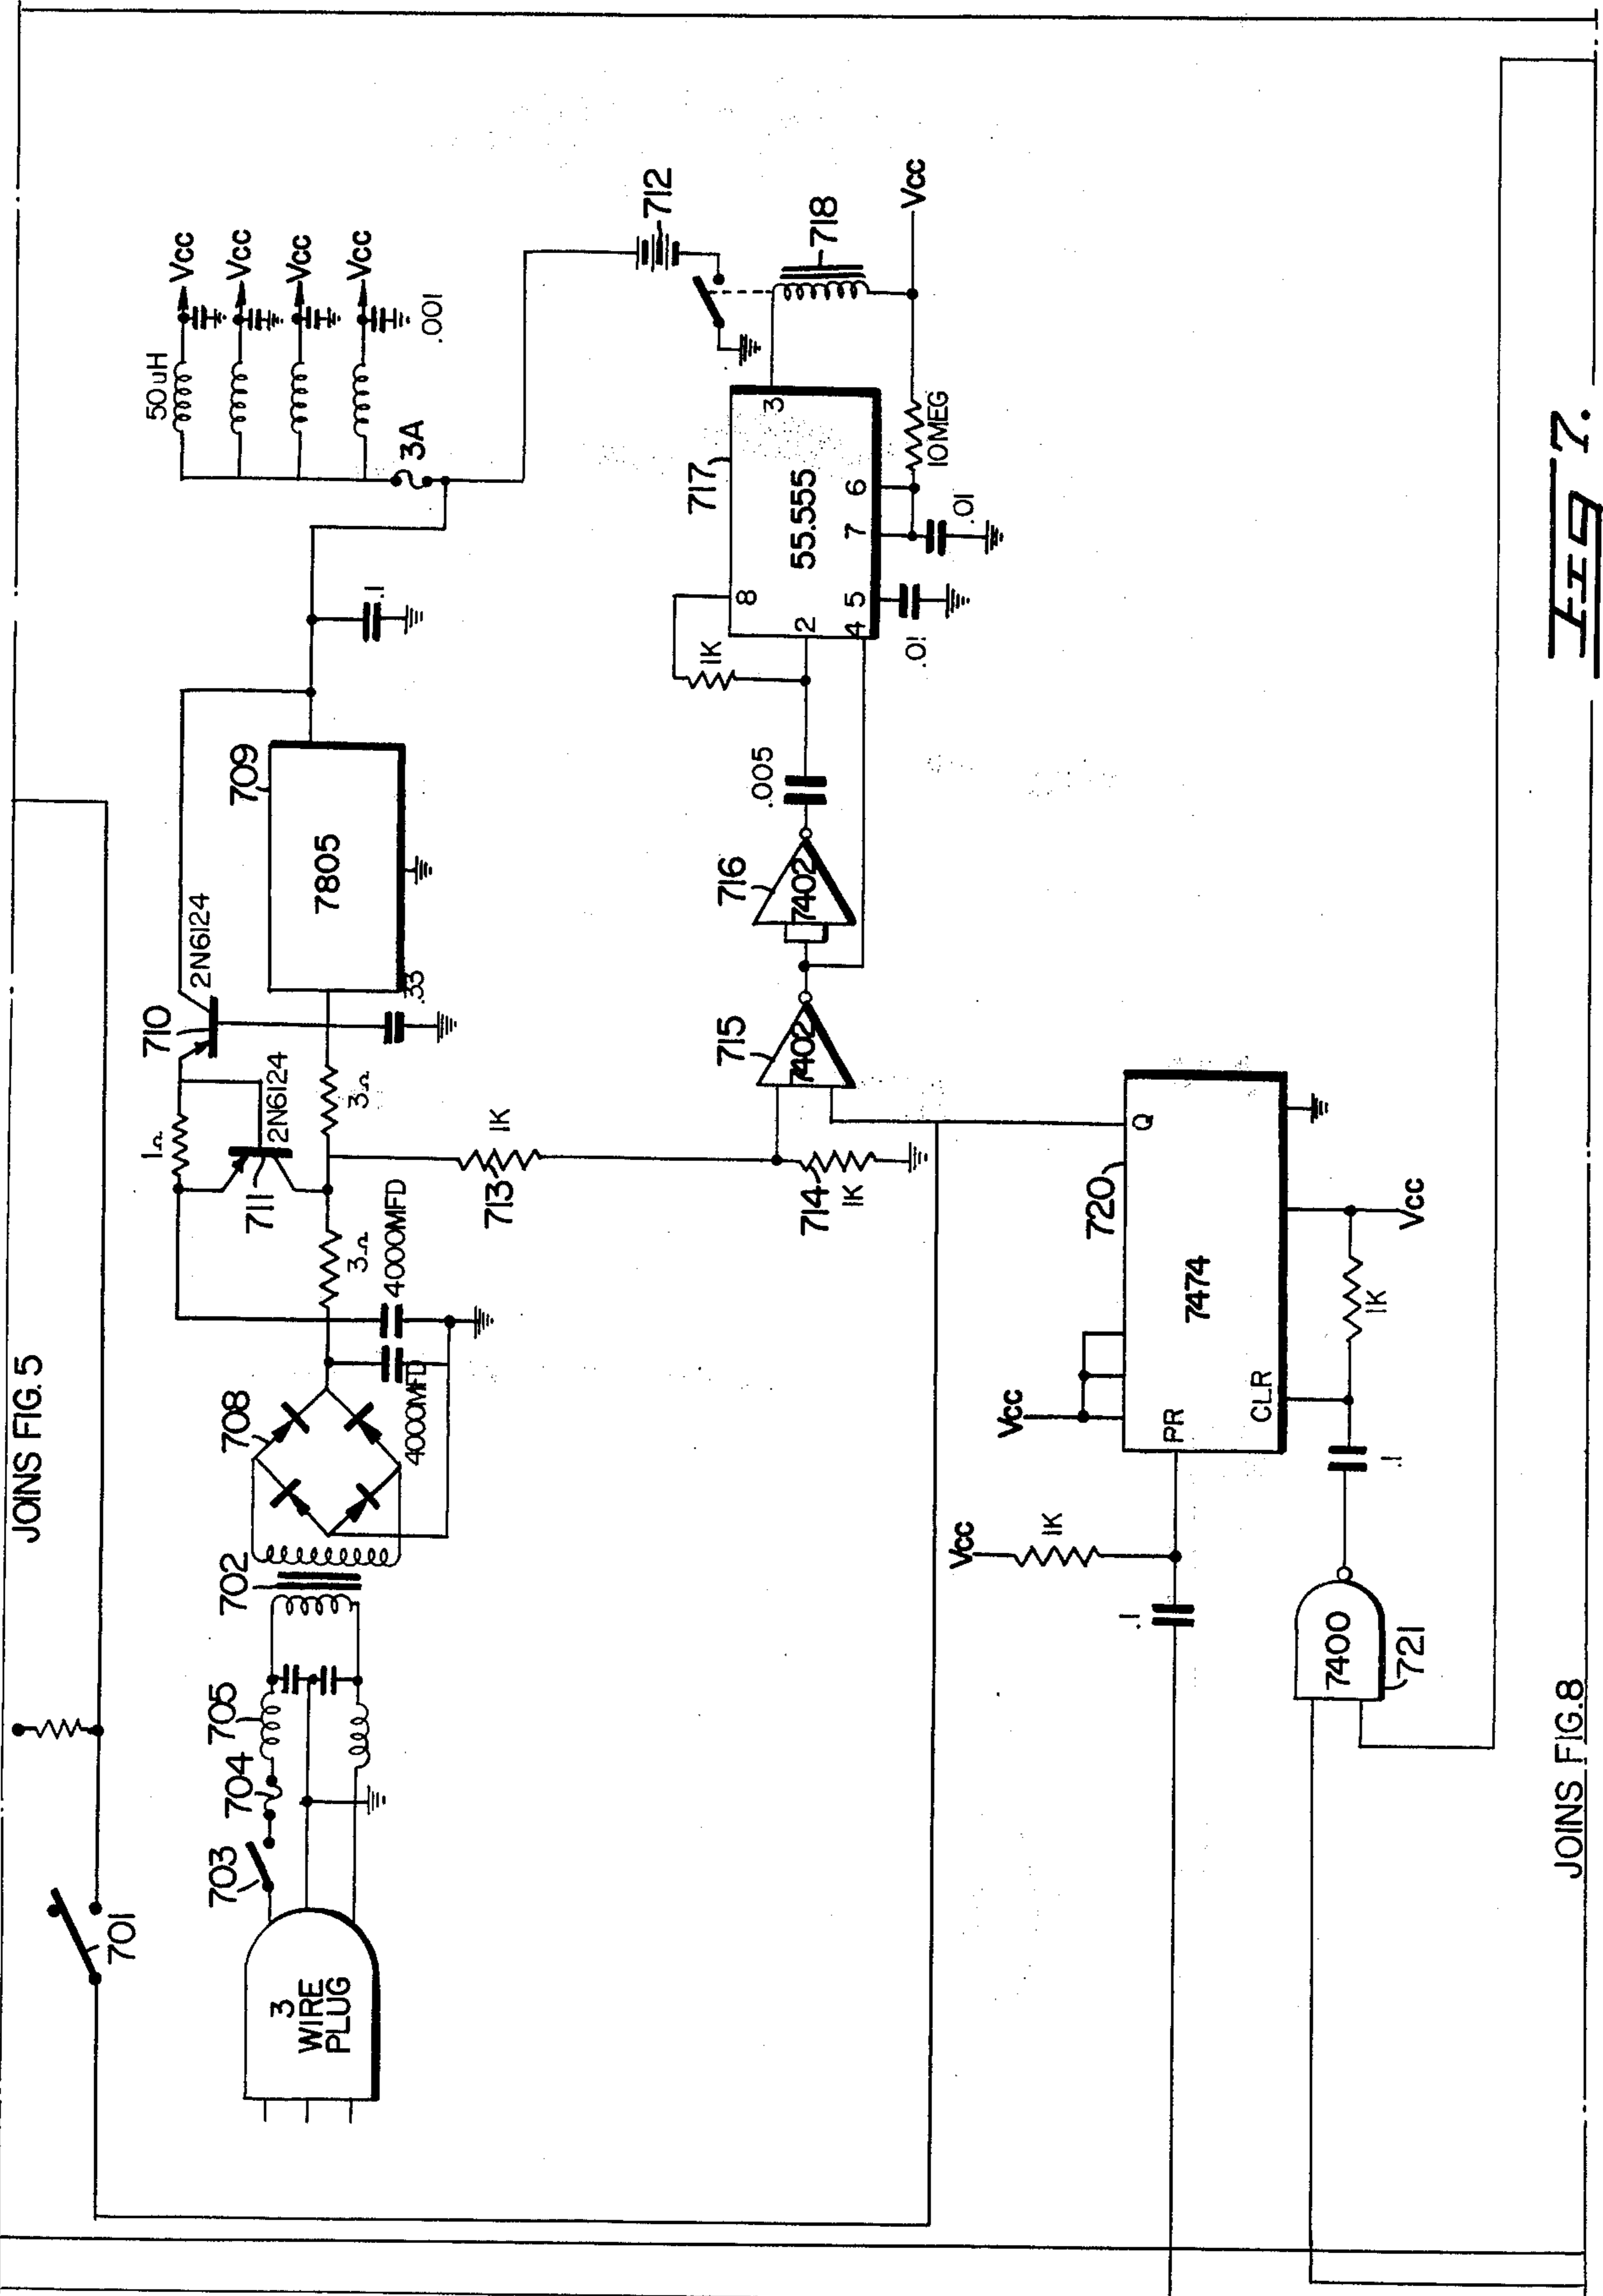 JOINS FIG. 5
701
3
WIRE
PLUG
703
704
705
702
708
4000MFD
4000MFD
3Ω
1Ω
711
2N6124
710
2N6124
3Ω
.33
7805
709
.1
3A
50uH
Vcc
Vcc
Vcc
Vcc
.001
712
718
Vcc
10MEG
717
55.555
3
8
2
4
5
7
6
.01
.01
1K
.005
716
7402
715
7402
713
1K
714
1K
720
7474
Q
PR
CLR
Vcc
Vcc
1K
Vcc
1K
.1
.1
7400
721
JOINS FIG.8
FIG 7.